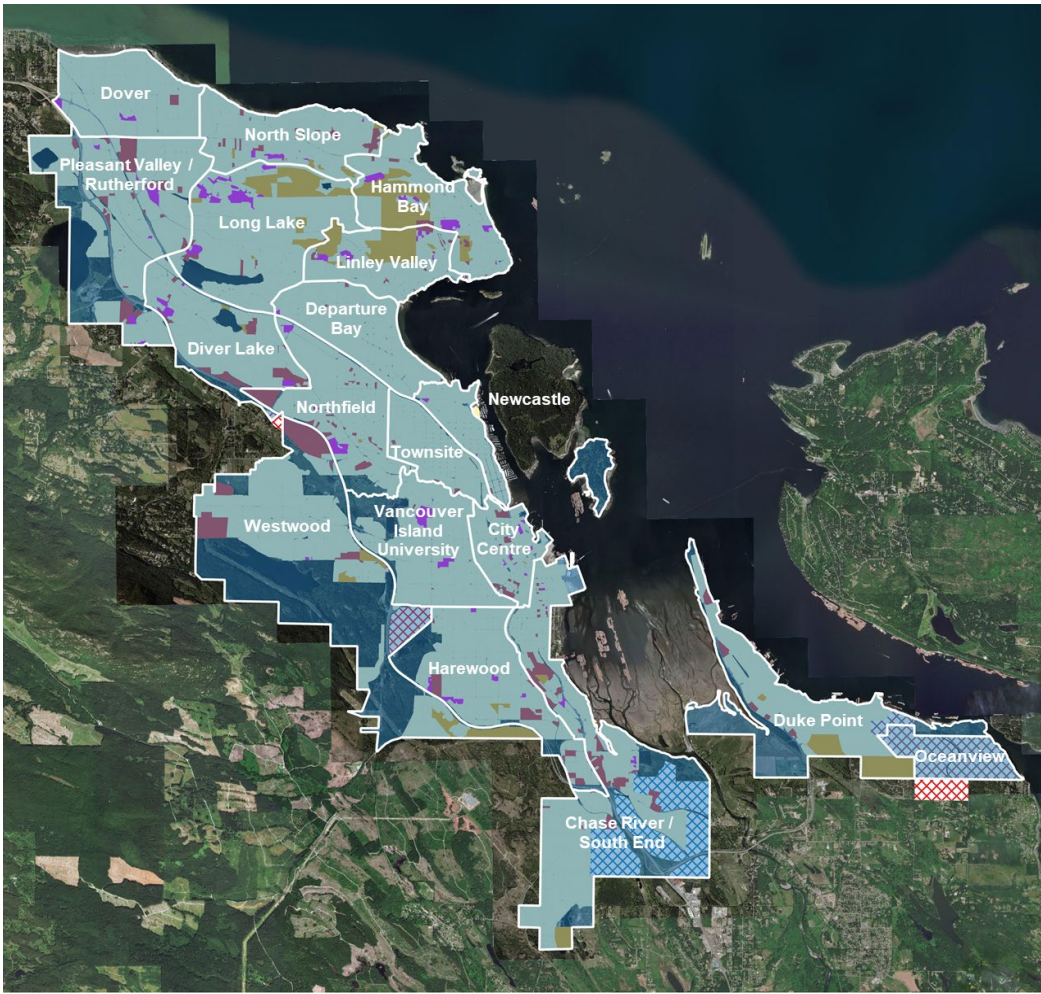 Dover
North Slope
Pleasant Valley /
Rutherford
Hammond
Bay
Long Lake
Linley Valley
Departure
Bay
Diver Lake
Newcastle
Northfield
Townsite
Vancouver
Island
University
City
Centre
Westwood
Harewood
Duke Point
Oceanview
Chase River /
South End